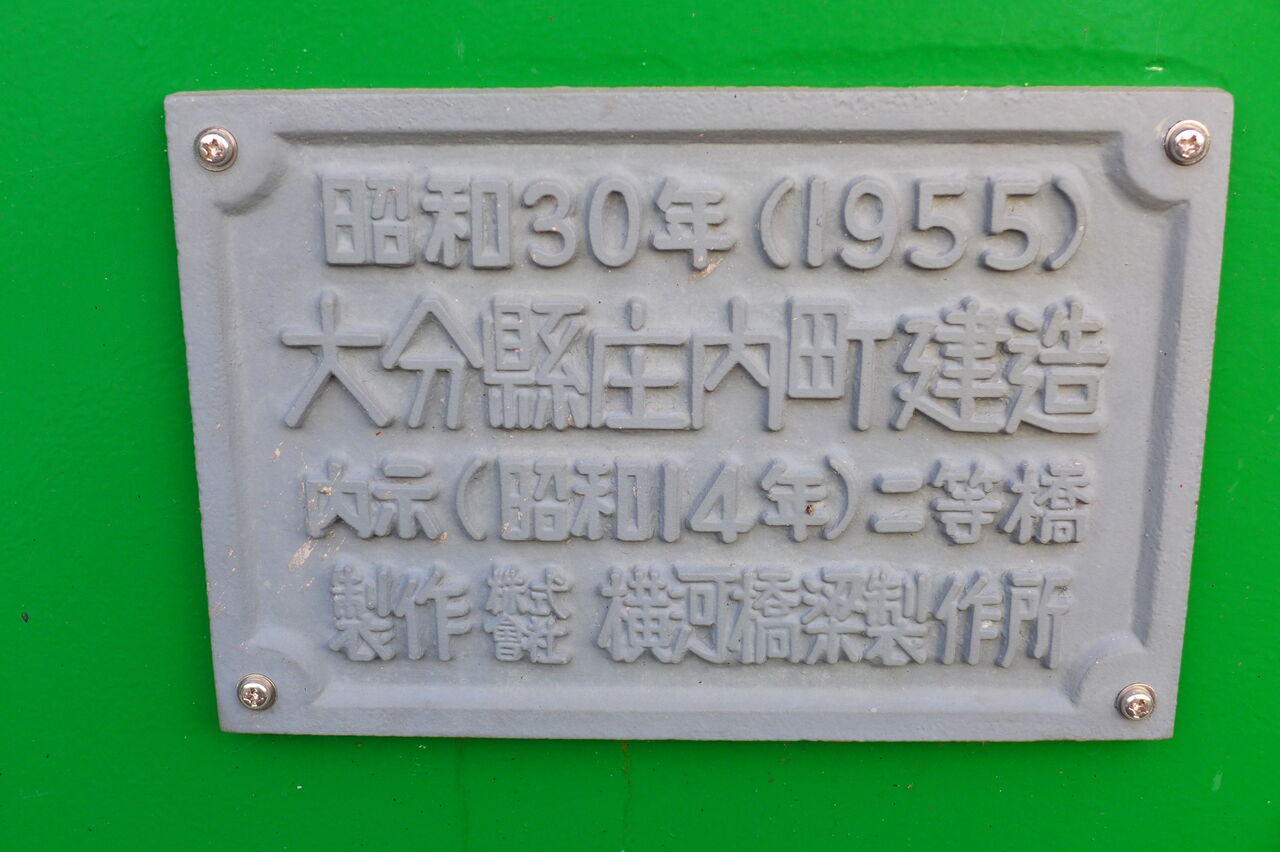 昭和30年(1955)
大分縣庄内町建造
内示(昭和14年)二等橋
製作 株式會社 横河橋梁製作所